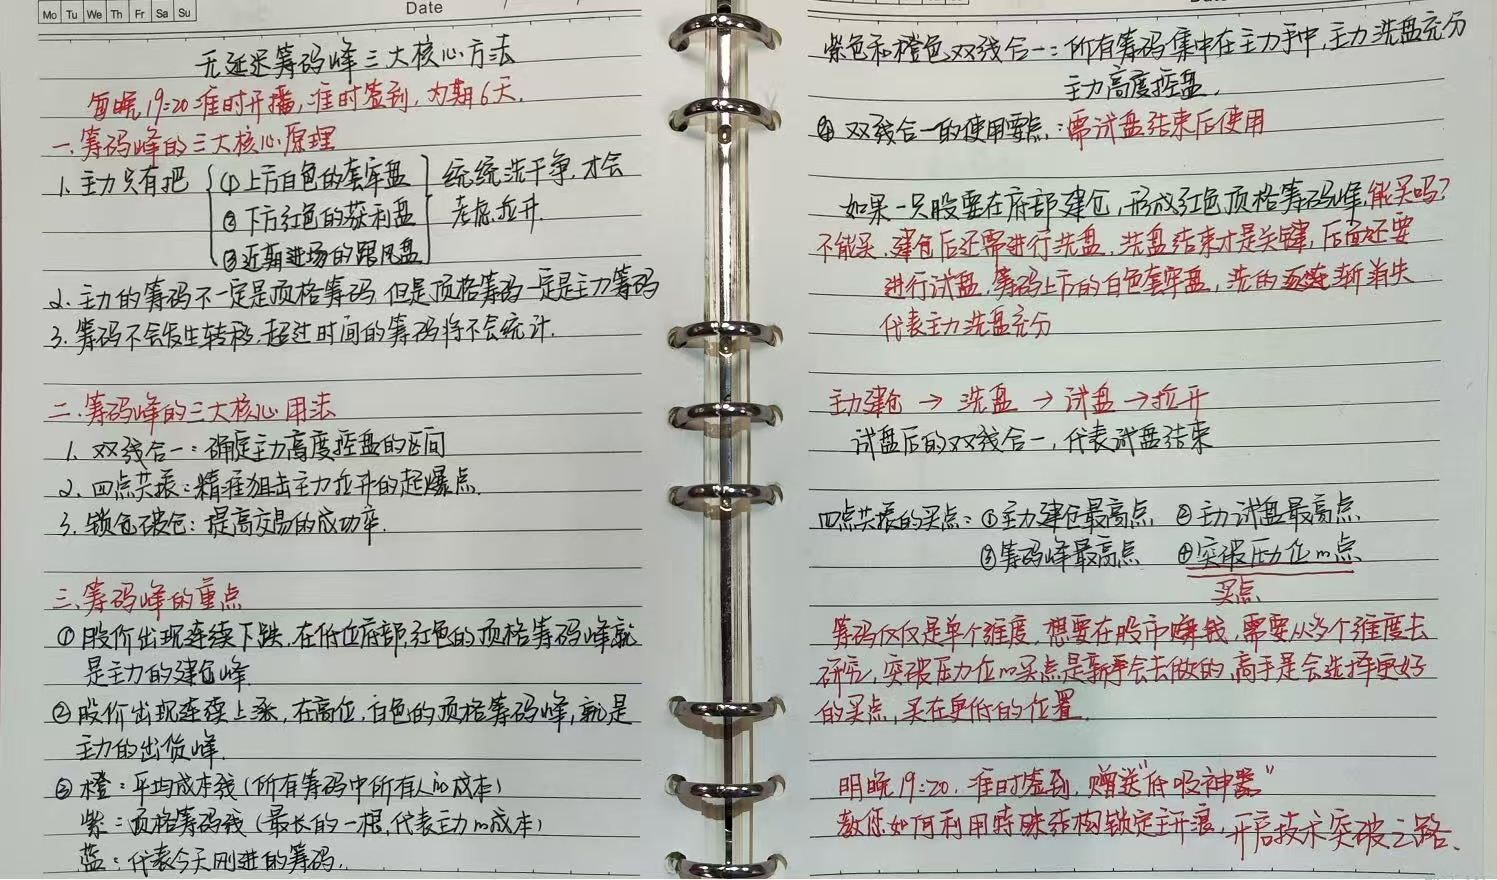 Mo Tu We Th Fr Sa Su
Date
无延迟筹码峰三大核心方法
每晚19:20准时开播,准时签到,为期6天.
一.筹码峰的三大核心原理
1.主力只有把 ①上方白色的套牢盘 统统洗干净,才会
②下方红色的获利盘 考虑拉升.
③近期进场的跟风盘
2.主力的筹码不一定是顶格筹码,但是顶格筹码一定是主力筹码
3.筹码不会发生转移,超过时间的筹码将不会统计.
二.筹码峰的三大核心用法
1.双线合一:确定主力高度控盘的区间
2.四点共振:精准狙击主力拉升的起爆点.
3.锁仓破仓:提高交易的成功率.
三.筹码峰的重点
①股价出现连续下跌,在低位底部,红色的顶格筹码峰就
是主力的建仓峰.
②股价出现连续上涨,在高位,白色的顶格筹码峰,就是
主力的出货峰.
③橙:平均成本线(所有筹码中所有人的成本)
紫:顶格筹码线(最长的一根,代表主力的成本)
蓝:代表今天刚进的筹码.
紫色和橙色双线合一:所有筹码集中在主力手中,主力洗盘充分
主力高度控盘.
④双线合一的使用要点:需试盘结束后使用
如果一只股票在底部建仓,形成红色顶格筹码峰,能买吗?
不能买,建仓后还需进行洗盘,洗盘结束才是关键,后面还要
进行试盘,筹码上方的白色套牢盘,洗的逐渐消失
代表主力洗盘充分
主力建仓→洗盘→试盘→拉升
试盘后的双线合一,代表试盘结束
四点共振的买点:①主力建仓最高点 ②主力试盘最高点
③筹码峰最高点 ④突破压力位的点
买点
筹码仅仅是单个维度,想要在股市赚钱,需要从多个维度去
研究,突破压力位的买点是新手会去做的,高手是会选择更好
的买点,买在更低的位置.
明晚19:20,准时签到,赠送"低吸神器"
教您如何利用特殊结构锁定主升浪,开启技术突破之路.